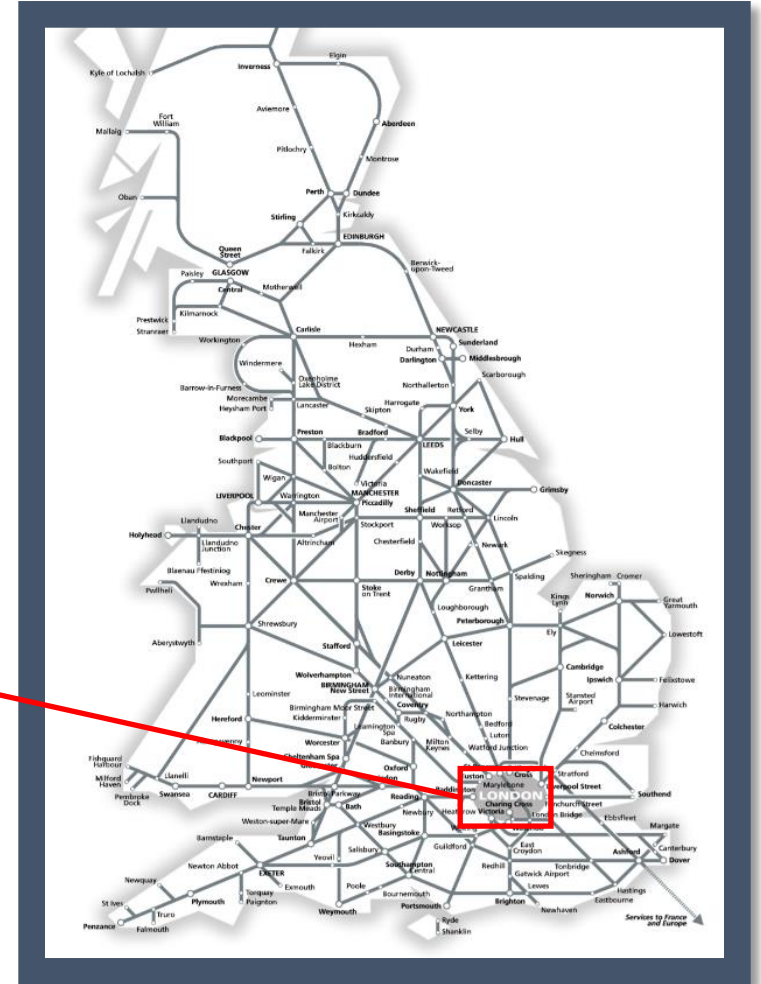 Elgin
Inverness
Kyle of Lochalsh
Aviemore
Fort
William
Mallaig
Aberdeen
Pitlochry
Montrose
Perth
Dundee
Oban
Stirling
Kirkcaldy
EDINBURGH
Queen
Street
Falkirk
Berwick-
upon-Tweed
Paisley
GLASGOW
Central
Motherwell
Prestwick
Kilmarnock
Stranraer
Carlisle
NEWCASTLE
Workington
Hexham
Sunderland
Durham
Darlington
Middlesbrough
Windermere
Scarborough
Oxenholme
Lake District
Barrow-in-Furness
Northallerton
Morecambe
Heysham Port
Lancaster
Harrogate
Skipton
York
Blackpool
Preston
Bradford
LEEDS
Selby
Hull
Blackburn
Huddersfield
Southport
Bolton
Wakefield
Wigan
Victoria
Doncaster
LIVERPOOL
Warrington
MANCHESTER
Piccadilly
Grimsby
Manchester
Airport
Sheffield
Retford
Llandudno
Stockport
Worksop
Lincoln
Holyhead
Chester
Llandudno
Junction
Altrincham
Chesterfield
Newark
Skegness
Blaenau Ffestiniog
Derby
Nottingham
Pwllheli
Wrexham
Crewe
Stoke
on Trent
Grantham
Spalding
Sheringham
Cromer
Kings
Lynn
Norwich
Great
Yarmouth
Loughborough
Peterborough
Shrewsbury
Ely
Lowestoft
Aberystwyth
Stafford
Leicester
Wolverhampton
Nuneaton
Kettering
Cambridge
BIRMINGHAM
New Street
Birmingham
International
Ipswich
Felixstowe
Leominster
Coventry
Stevenage
Stansted
Airport
Birmingham Moor Street
Kidderminster
Rugby
Northampton
Harwich
Hereford
Leamington
Spa
Bedford
Colchester
Worcester
Banbury
Milton
Keynes
Luton
Cheltenham Spa
Watford Junction
Chelmsford
Fishguard
Harbour
Oxford
Euston
Cross
Stratford
Milford
Haven
Llanelli
Newport
Marylebone
Liverpool Street
Pembroke
Dock
Swansea
CARDIFF
Bristol Parkway
Reading
Paddington
LONDON
Southend
Bristol
Temple Meads
Bath
Charing Cross
Fenchurch Street
Newbury
Heathrow
Victoria
London Bridge
Ebbsfleet
Weston-super-Mare
Westbury
Basingstoke
Margate
Barnstaple
Taunton
Salisbury
Guildford
East
Croydon
Canterbury
Newton Abbot
Yeovil
Redhill
Tonbridge
Ashford
Dover
Newquay
EXETER
Southampton
Central
Gatwick Airport
Exmouth
Poole
Lewes
Hastings
St Ives
Plymouth
Torquay
Paignton
Bournemouth
Eastbourne
Truro
Weymouth
Portsmouth
Brighton
Newhaven
Penzance
Falmouth
Ryde
Shanklin
Services to France
and Europe